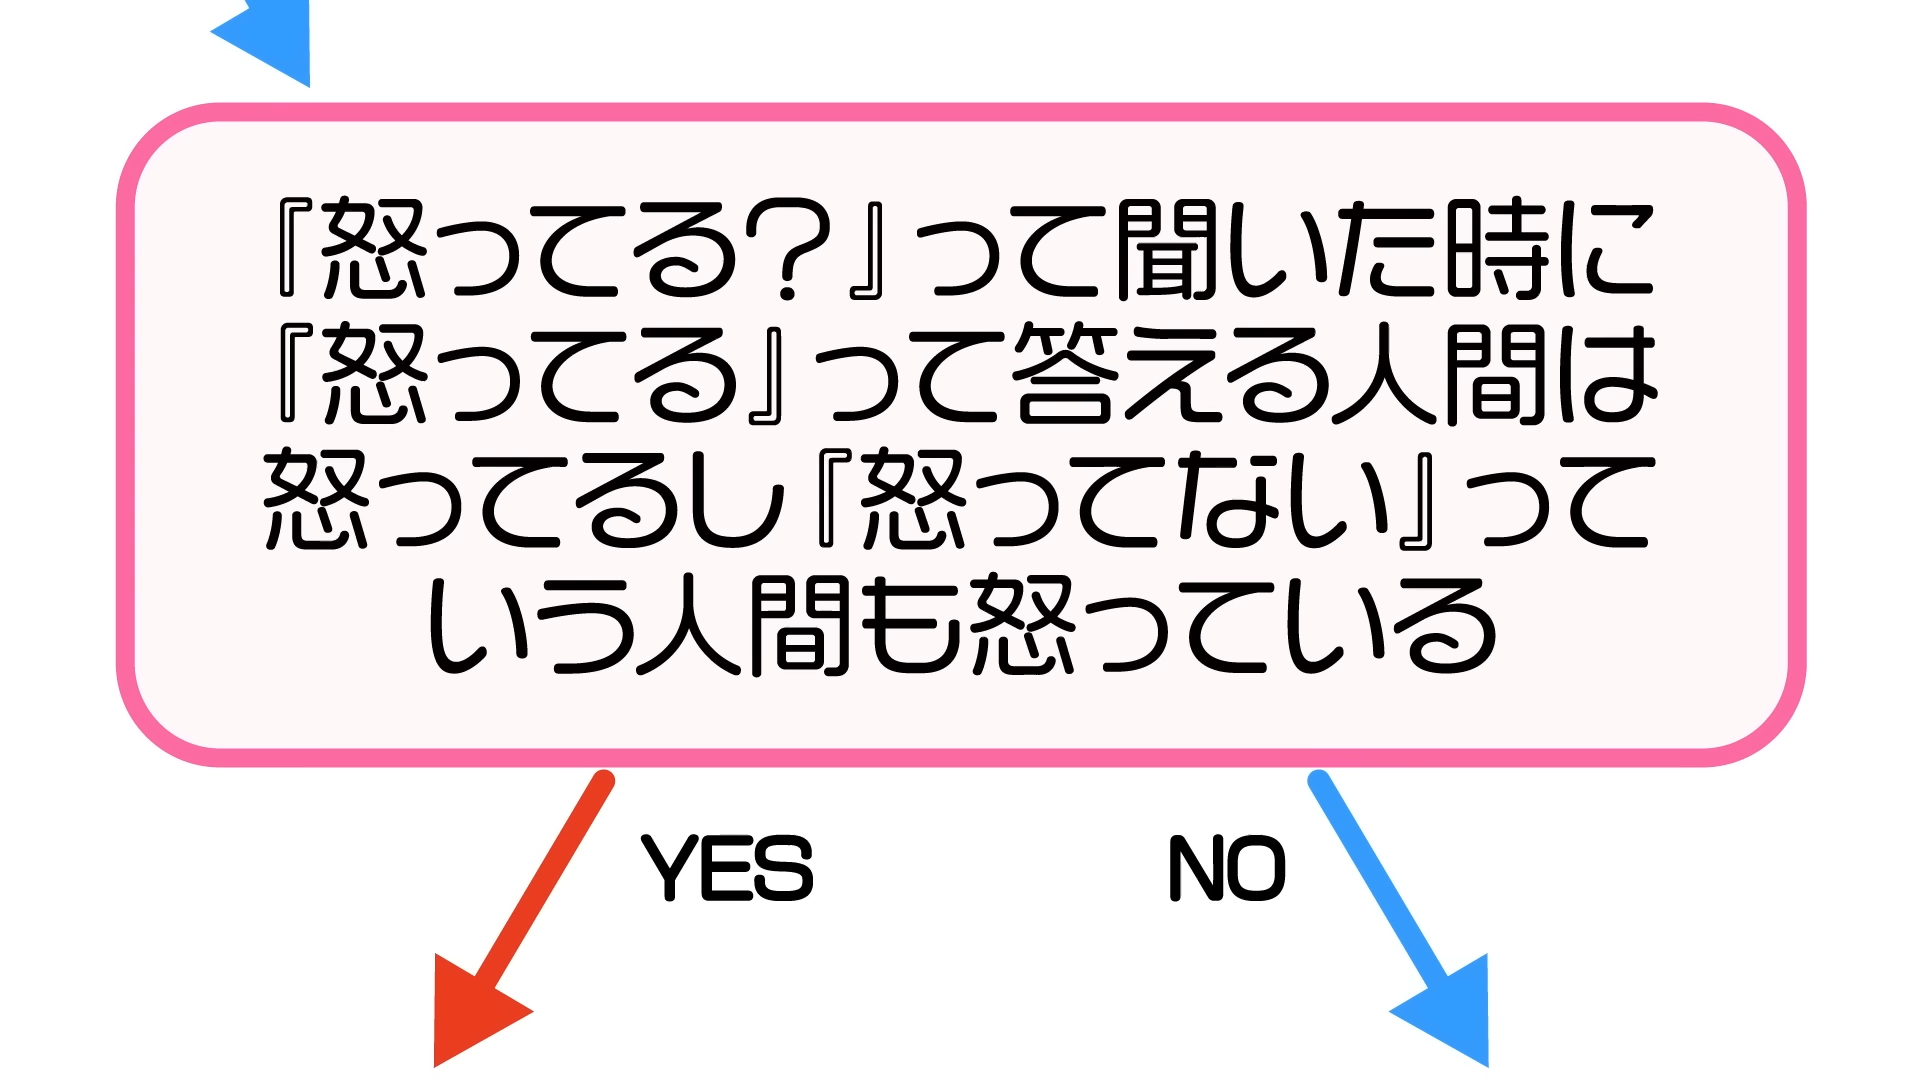 『怒ってる？』って聞いた時に
『怒ってる』って答える人間は
怒ってるし『怒ってない』って
いう人間も怒っている
YES
NO